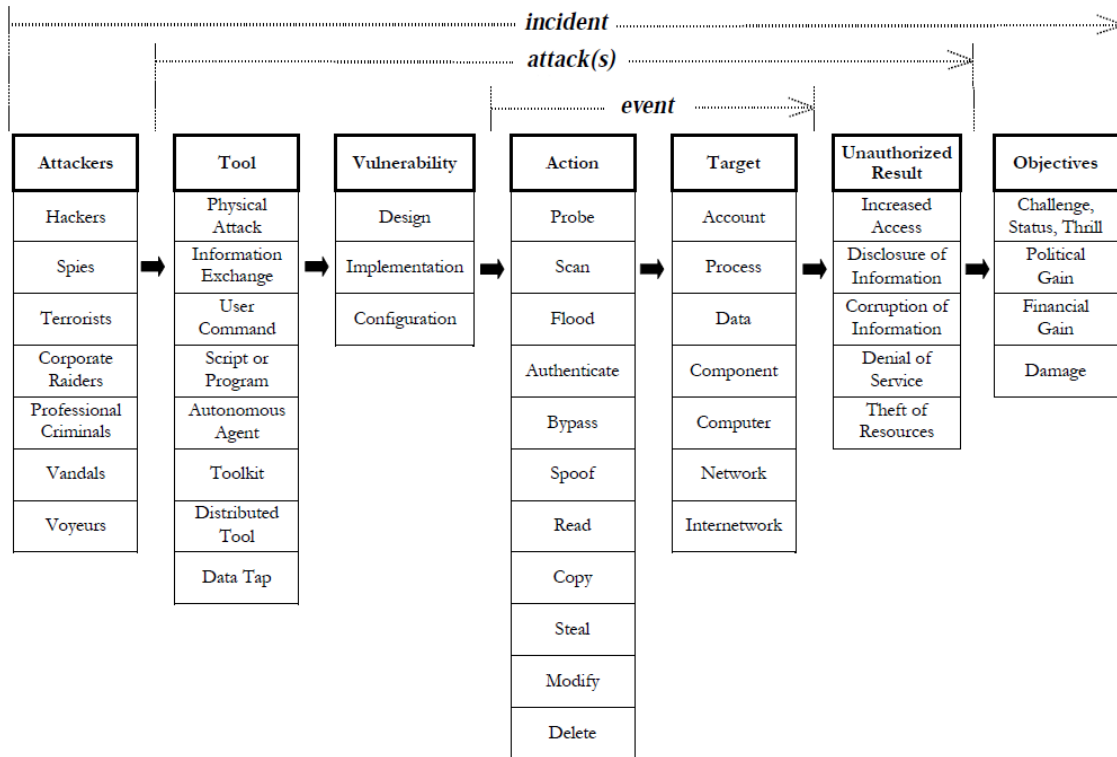 incident
attack(s)
event
Attackers
Hackers
Spies
Terrorists
Corporate
Raiders
Professional
Criminals
Vandals
Voyeurs
Tool
Physical
Attack
Information
Exchange
User
Command
Script or
Program
Autonomous
Agent
Toolkit
Distributed
Tool
Data Tap
Vulnerability
Design
Implementation
Configuration
Action
Probe
Scan
Flood
Authenticate
Bypass
Spoof
Read
Copy
Steal
Modify
Delete
Target
Account
Process
Data
Component
Computer
Network
Internetwork
Unauthorized
Result
Increased
Access
Disclosure of
Information
Corruption of
Information
Denial of
Service
Theft of
Resources
Objectives
Challenge,
Status, Thrill
Political
Gain
Financial
Gain
Damage